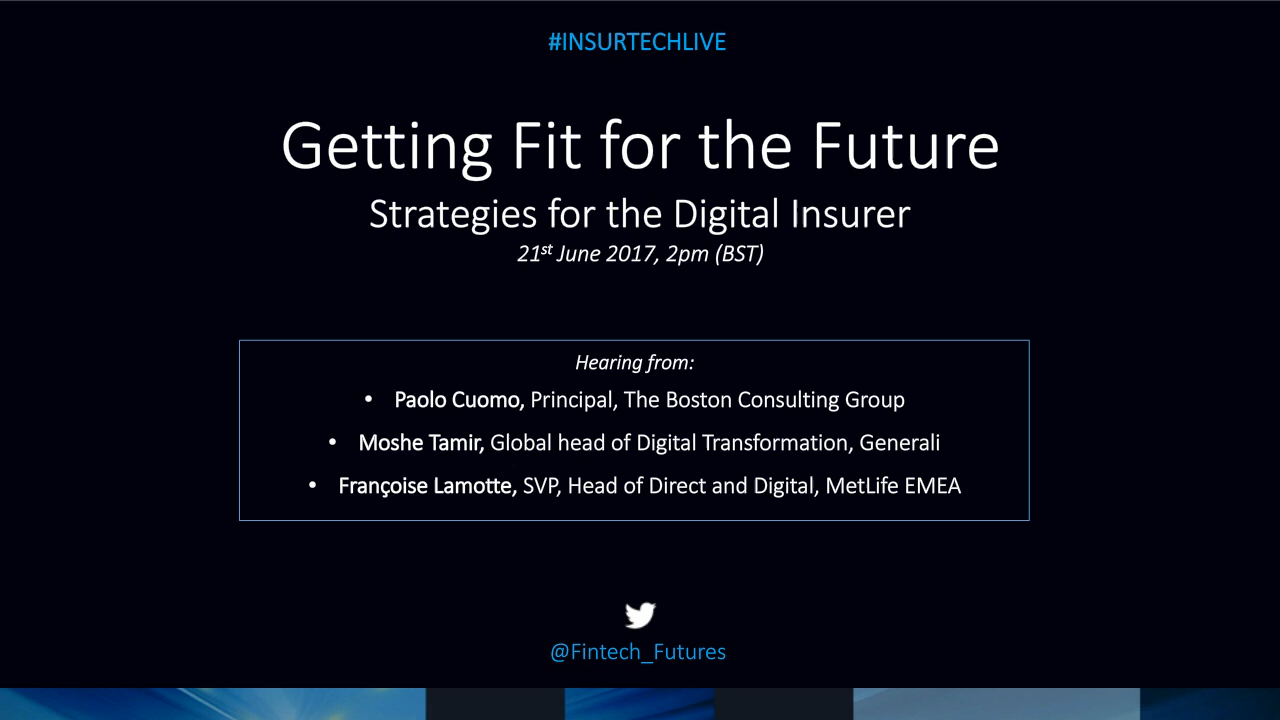 #INSURTECHLIVE
Getting Fit for the Future
Strategies for the Digital Insurer
21st June 2017, 2pm (BST)
Hearing from:
• Paolo Cuomo, Principal, The Boston Consulting Group
• Moshe Tamir, Global head of Digital Transformation, Generali
• Françoise Lamotte, SVP, Head of Direct and Digital, MetLife EMEA
@Fintech_Futures